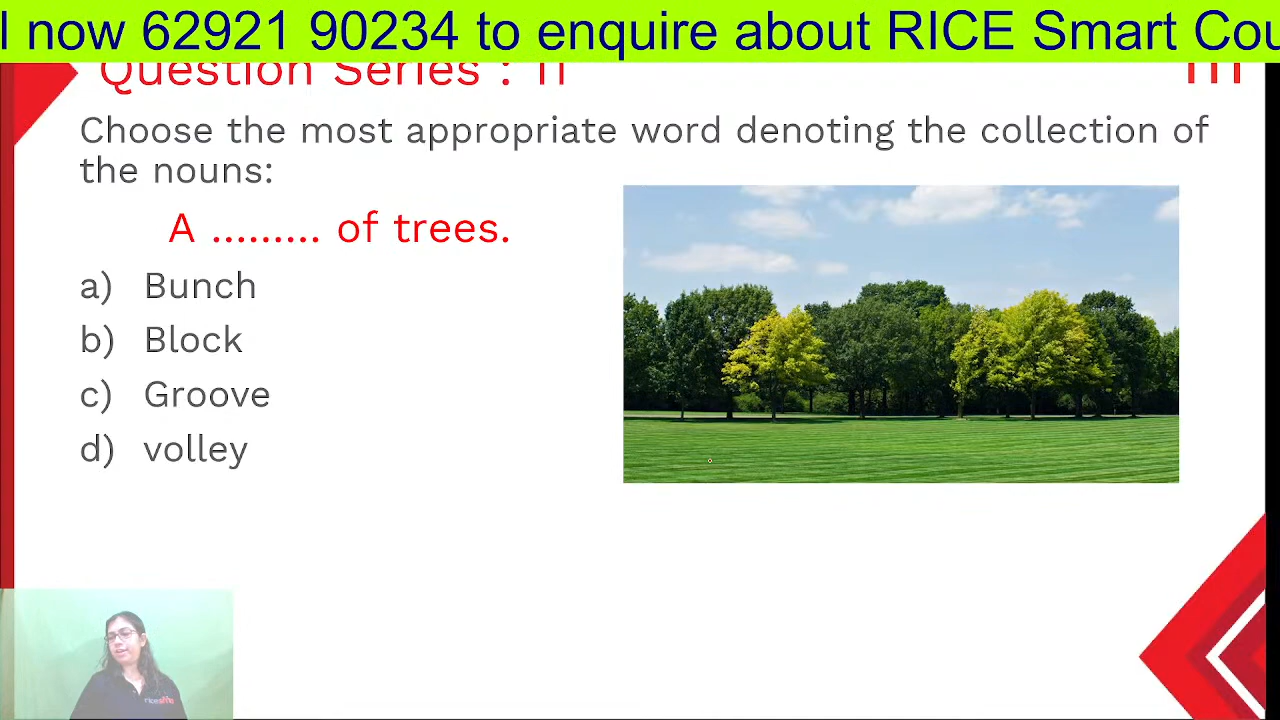 l now 62921 90234 to enquire about RICE Smart Cou
Question Series : 11
Choose the most appropriate word denoting the collection of
the nouns:
A ......... of trees.
a) Bunch
b) Block
c) Groove
d) volley